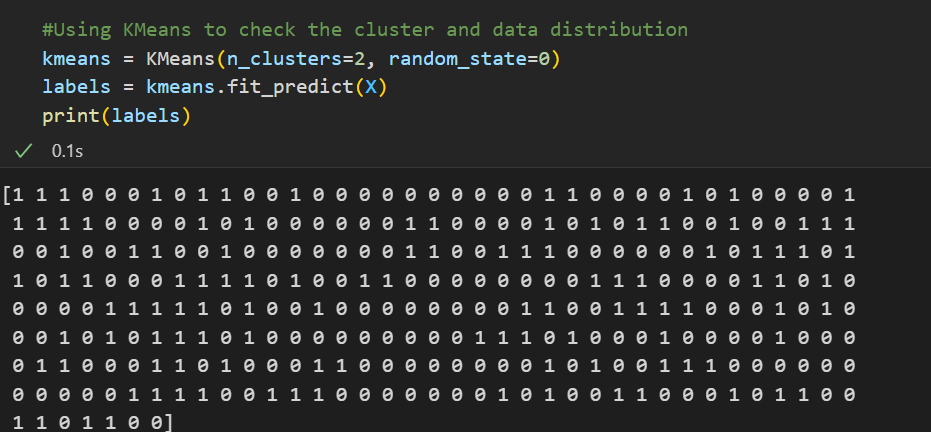 #Using KMeans to check the cluster and data distribution
kmeans = KMeans(n_clusters=2, random_state=0)
labels = kmeans.fit_predict(X)
print(labels)
0.1s
[1 1 1 0 0 0 1 0 1 1 0 0 1 0 0 0 0 0 0 0 0 0 0 1 1 0 0 0 0 1 0 1 0 0 0 0 1
1 1 1 1 0 0 0 0 1 0 1 0 0 0 0 0 0 1 1 0 0 0 0 1 0 1 0 1 1 0 0 1 0 0 1 1 1
0 0 1 0 0 1 1 0 0 1 0 0 0 0 0 0 0 1 1 0 0 1 1 1 0 0 0 0 0 0 1 0 1 1 1 0 1
1 0 1 1 0 0 0 1 1 1 1 0 1 0 0 1 1 0 0 0 0 0 0 0 0 1 1 1 0 0 0 0 1 1 0 1 0
0 0 0 0 1 1 1 1 1 0 1 0 0 1 0 0 0 0 0 0 0 0 1 1 0 0 1 1 1 1 0 0 0 1 0 1 0
0 0 1 0 1 0 1 1 1 0 1 0 0 0 0 0 0 0 0 0 1 1 1 0 1 0 0 0 1 0 0 0 0 1 0 0 0
0 1 1 0 0 0 1 1 0 1 0 0 0 1 1 0 0 0 0 0 0 0 0 1 0 1 0 0 1 1 1 0 0 0 0 0 0
0 0 0 0 0 1 1 1 1 0 0 1 1 1 0 0 0 0 0 0 0 1 0 1 0 0 1 1 0 0 0 1 0 1 1 0 0
1 1 0 1 1 0 0]